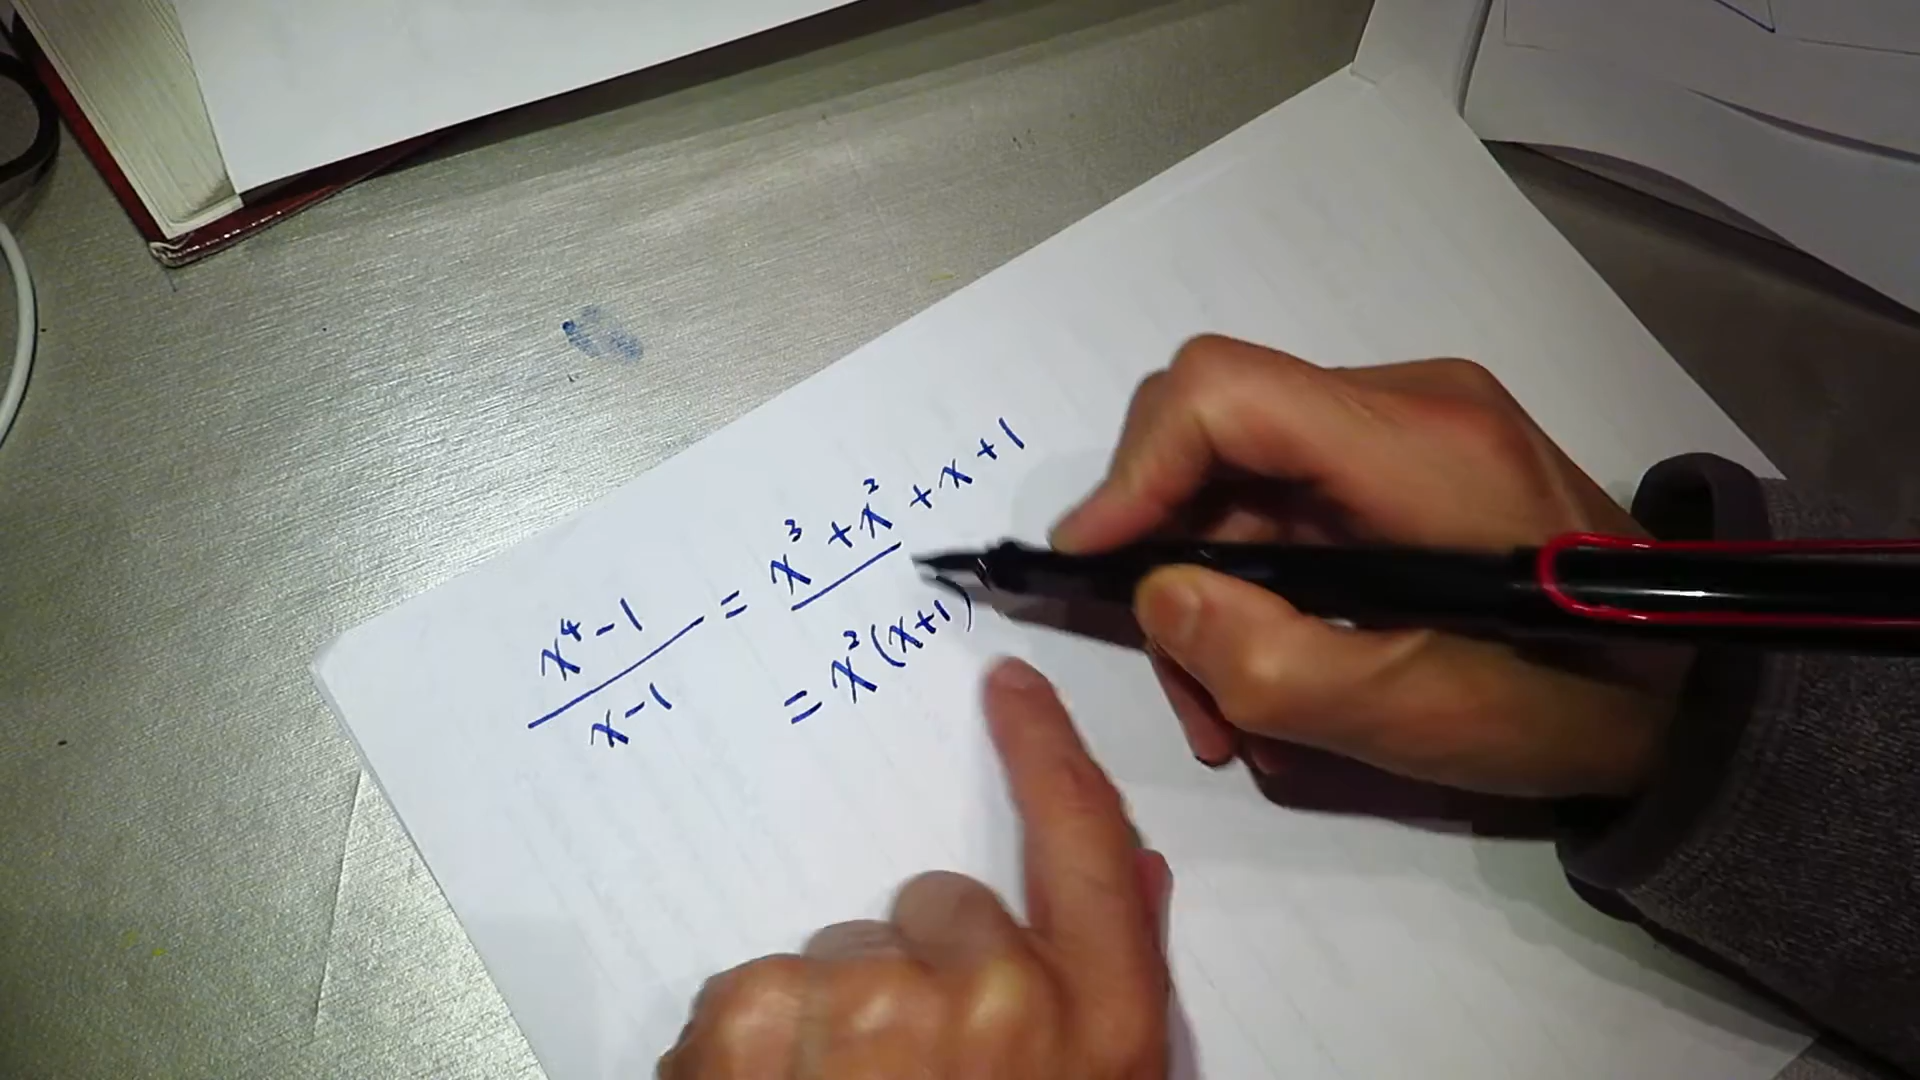 x⁴-1/x-1 = x³+x²+x+1
= x²(x+1)